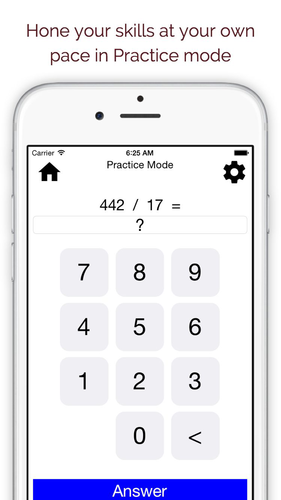 Hone your skills at your own
pace in Practice mode
Carrier 6:25 AM
Practice Mode
442 / 17 =
?
7 8 9
4 5 6
1 2 3
0 <
Answer